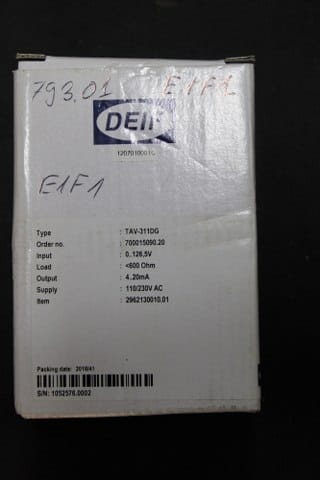 793.01 E1F1
DEIF
E1F1
Type : TAV-311DG
Order no. : 700015090.20
Input : 0..126,5V
Load : <600 Ohm
Output : 4..20mA
Supply : 110/230V AC
Item : 2962130010.01
Packing date: 2016/41
S/N: 1052576.0002